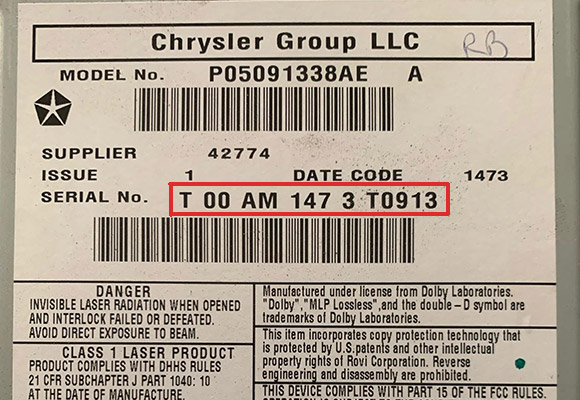 Chrysler Group LLC RB
MODEL No. P05091338AE A
SUPPLIER 42774
ISSUE 1 DATE CODE 1473
SERIAL No. T 00 AM 147 3 T0913
DANGER
INVISIBLE LASER RADIATION WHEN OPENED
AND INTERLOCK FAILED OR DEFEATED.
AVOID DIRECT EXPOSURE TO BEAM.
CLASS 1 LASER PRODUCT
PRODUCT COMPLIES WITH DHHS RULES
21 CFR SUBCHAPTER J PART 1040: 10
AT THE DATE OF MANUFACTURE.
Manufactured under license from Dolby Laboratories.
"Dolby","MLP Lossless",and the double – D symbol are
trademarks of Dolby Laboratories.
This item incorporates copy protection technology that
is protected by U.S.patents and other intellectual
property rights of Rovi Corporation. Reverse
engineering and disassembly are prohibited.
THIS DEVICE COMPLIES WITH PART 15 OF THE FCC RULES.